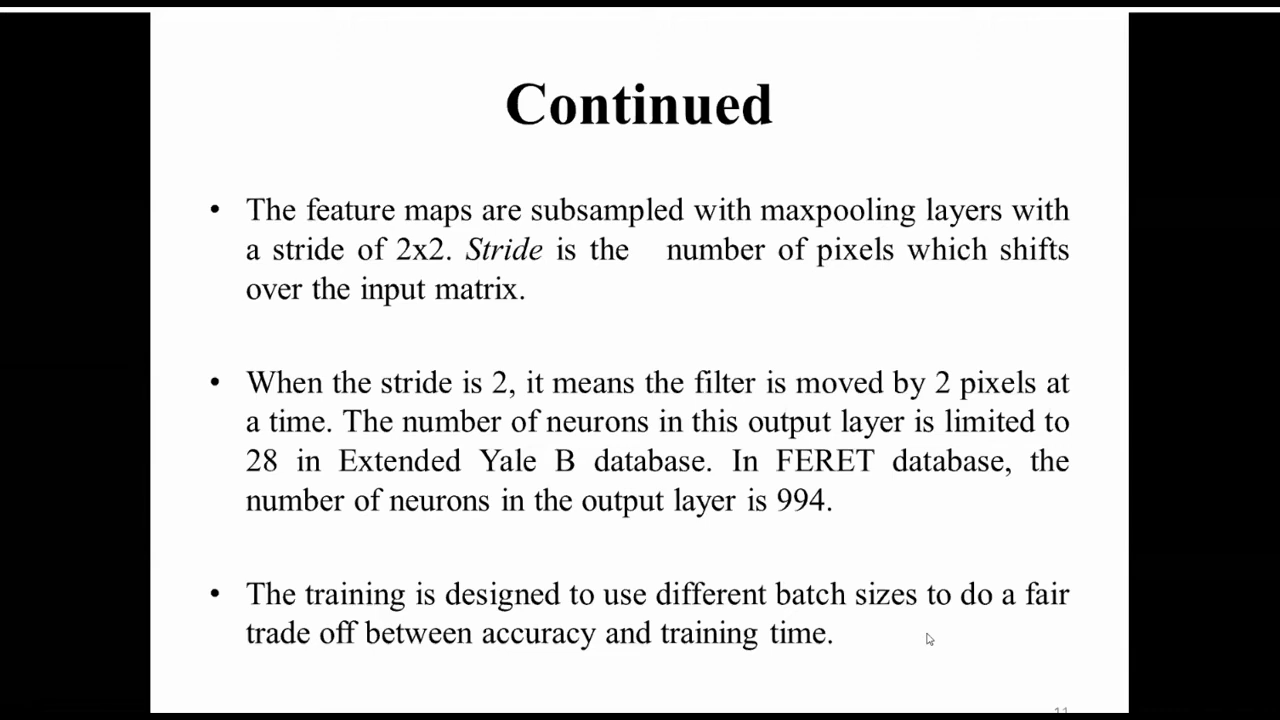 Continued
• The feature maps are subsampled with maxpooling layers with
a stride of 2x2. Stride is the number of pixels which shifts
over the input matrix.
• When the stride is 2, it means the filter is moved by 2 pixels at
a time. The number of neurons in this output layer is limited to
28 in Extended Yale B database. In FERET database, the
number of neurons in the output layer is 994.
• The training is designed to use different batch sizes to do a fair
trade off between accuracy and training time.
11